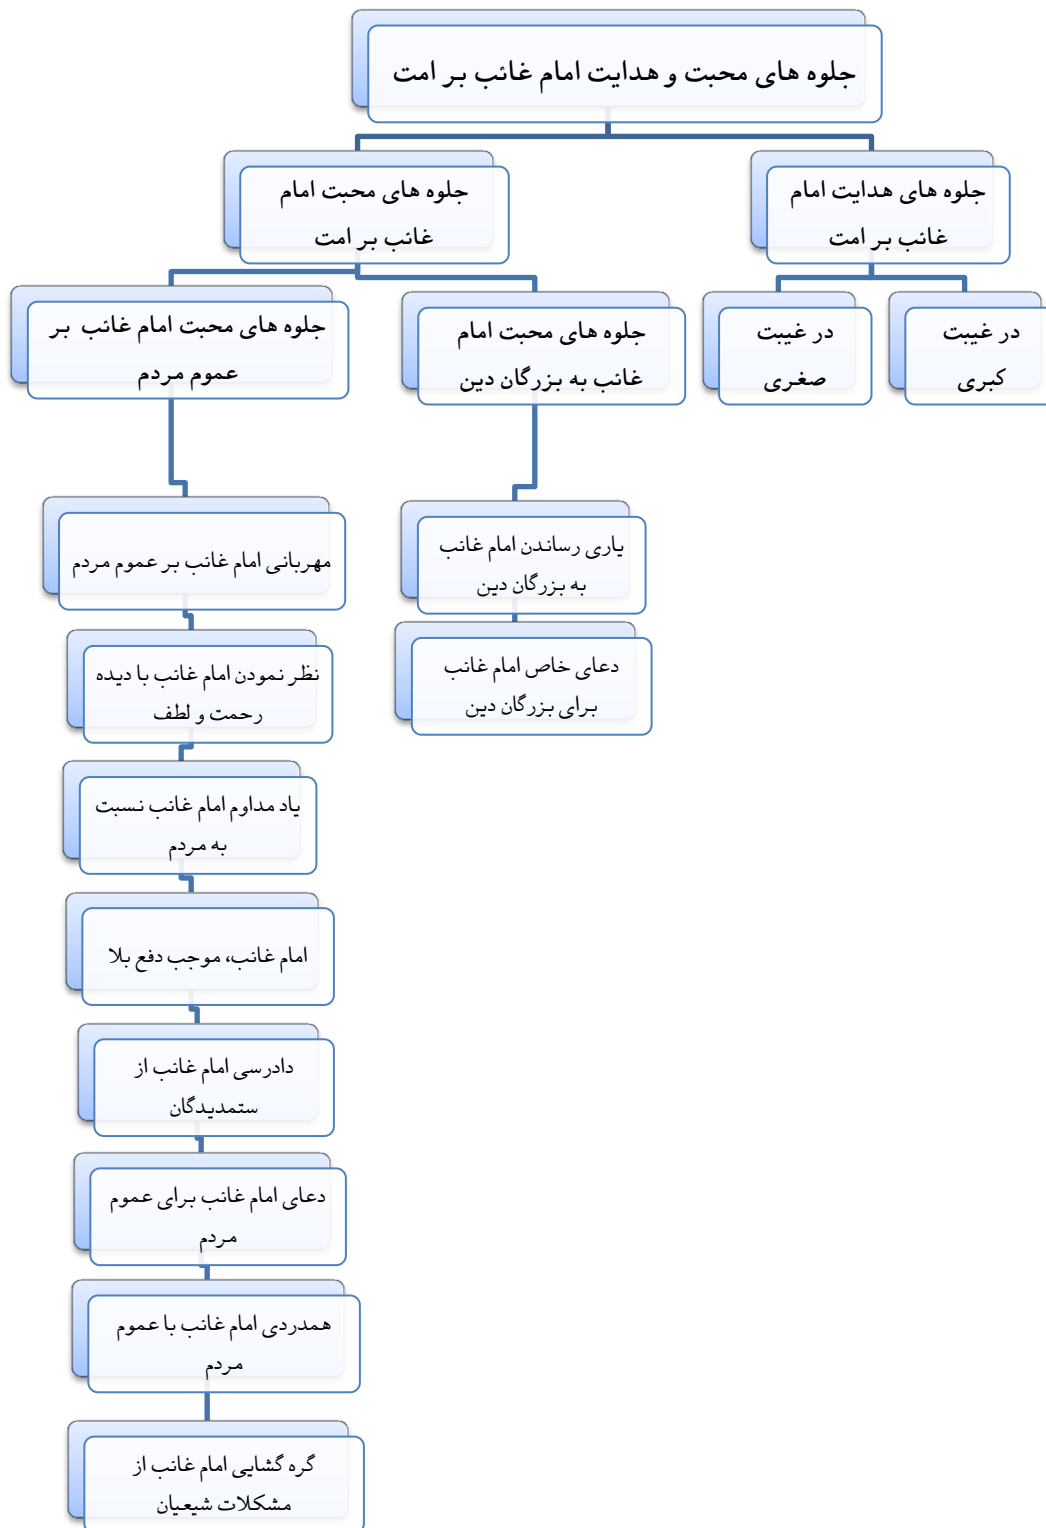 جلوه های محبت و هدایت امام غائب بر امت
جلوه های هدایت امام
غائب بر امت
جلوه های محبت امام
غائب بر امت
در غیبت
کبری
در غیبت
صغری
جلوه های محبت امام
غائب به بزرگان دین
جلوه های محبت امام غائب بر
عموم مردم
یاری رساندن امام غائب
به بزرگان دین
دعای خاص امام غائب
برای بزرگان دین
مهربانی امام غائب بر عموم مردم
نظر نمودن امام غائب با دیده
رحمت و لطف
یاد مداوم امام غائب نسبت
به مردم
امام غائب، موجب دفع بلا
دادرسی امام غائب از
ستمدیدگان
دعای امام غائب برای عموم
مردم
همدردی امام غائب با عموم
مردم
گره گشایی امام غائب از
مشکلات شیعیان